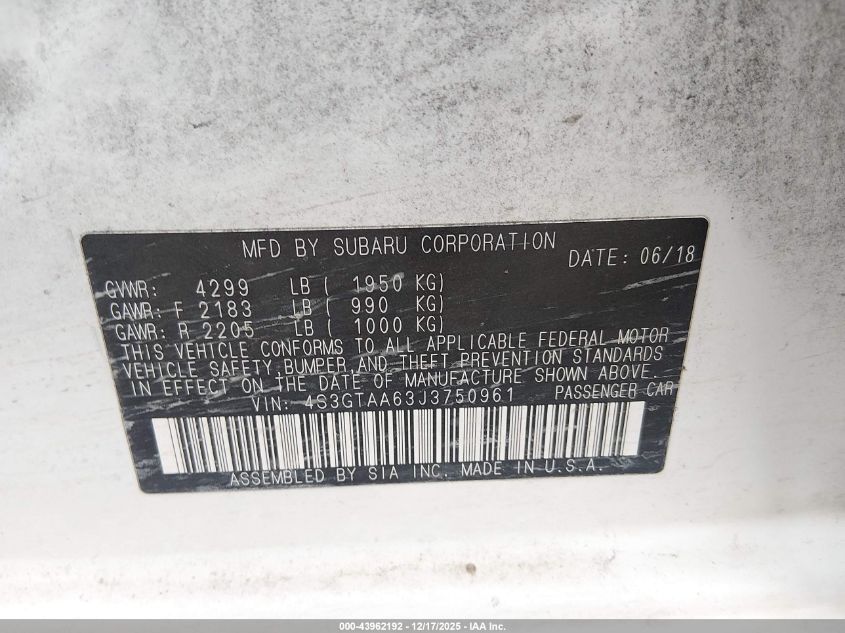 MFD BY SUBARU CORPORATION DATE: 06/18
GVWR: 4299 LB ( 1950 KG)
GAWR: F 2183 LB ( 990 KG)
GAWR: R 2205 LB ( 1000 KG)
THIS VEHICLE CONFORMS TO ALL APPLICABLE FEDERAL MOTOR
VEHICLE SAFETY, BUMPER, AND THEFT PREVENTION STANDARDS
IN EFFECT ON THE DATE OF MANUFACTURE SHOWN ABOVE.
VIN: 4S3GTAA63J3750961 PASSENGER CAR
ASSEMBLED BY SIA INC. MADE IN U.S.A.
000-43962192 - 12/17/2025 - IAA Inc.